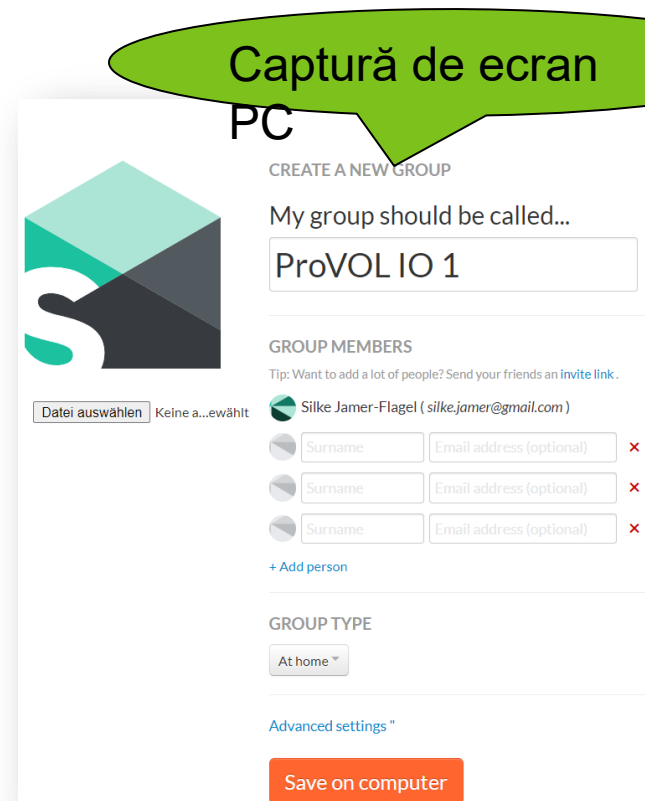 Captură de ecran
PC
CREATE A NEW GROUP
My group should be called...
ProVOL IO 1
GROUP MEMBERS
Tip: Want to add a lot of people? Send your friends an invite link .
Datei auswählen Keine a...ewählt
Silke Jamer-Flagel ( silke.jamer@gmail.com )
Surname Email address (optional) ×
Surname Email address (optional) ×
Surname Email address (optional) ×
+ Add person
GROUP TYPE
At home
Advanced settings "
Save on computer